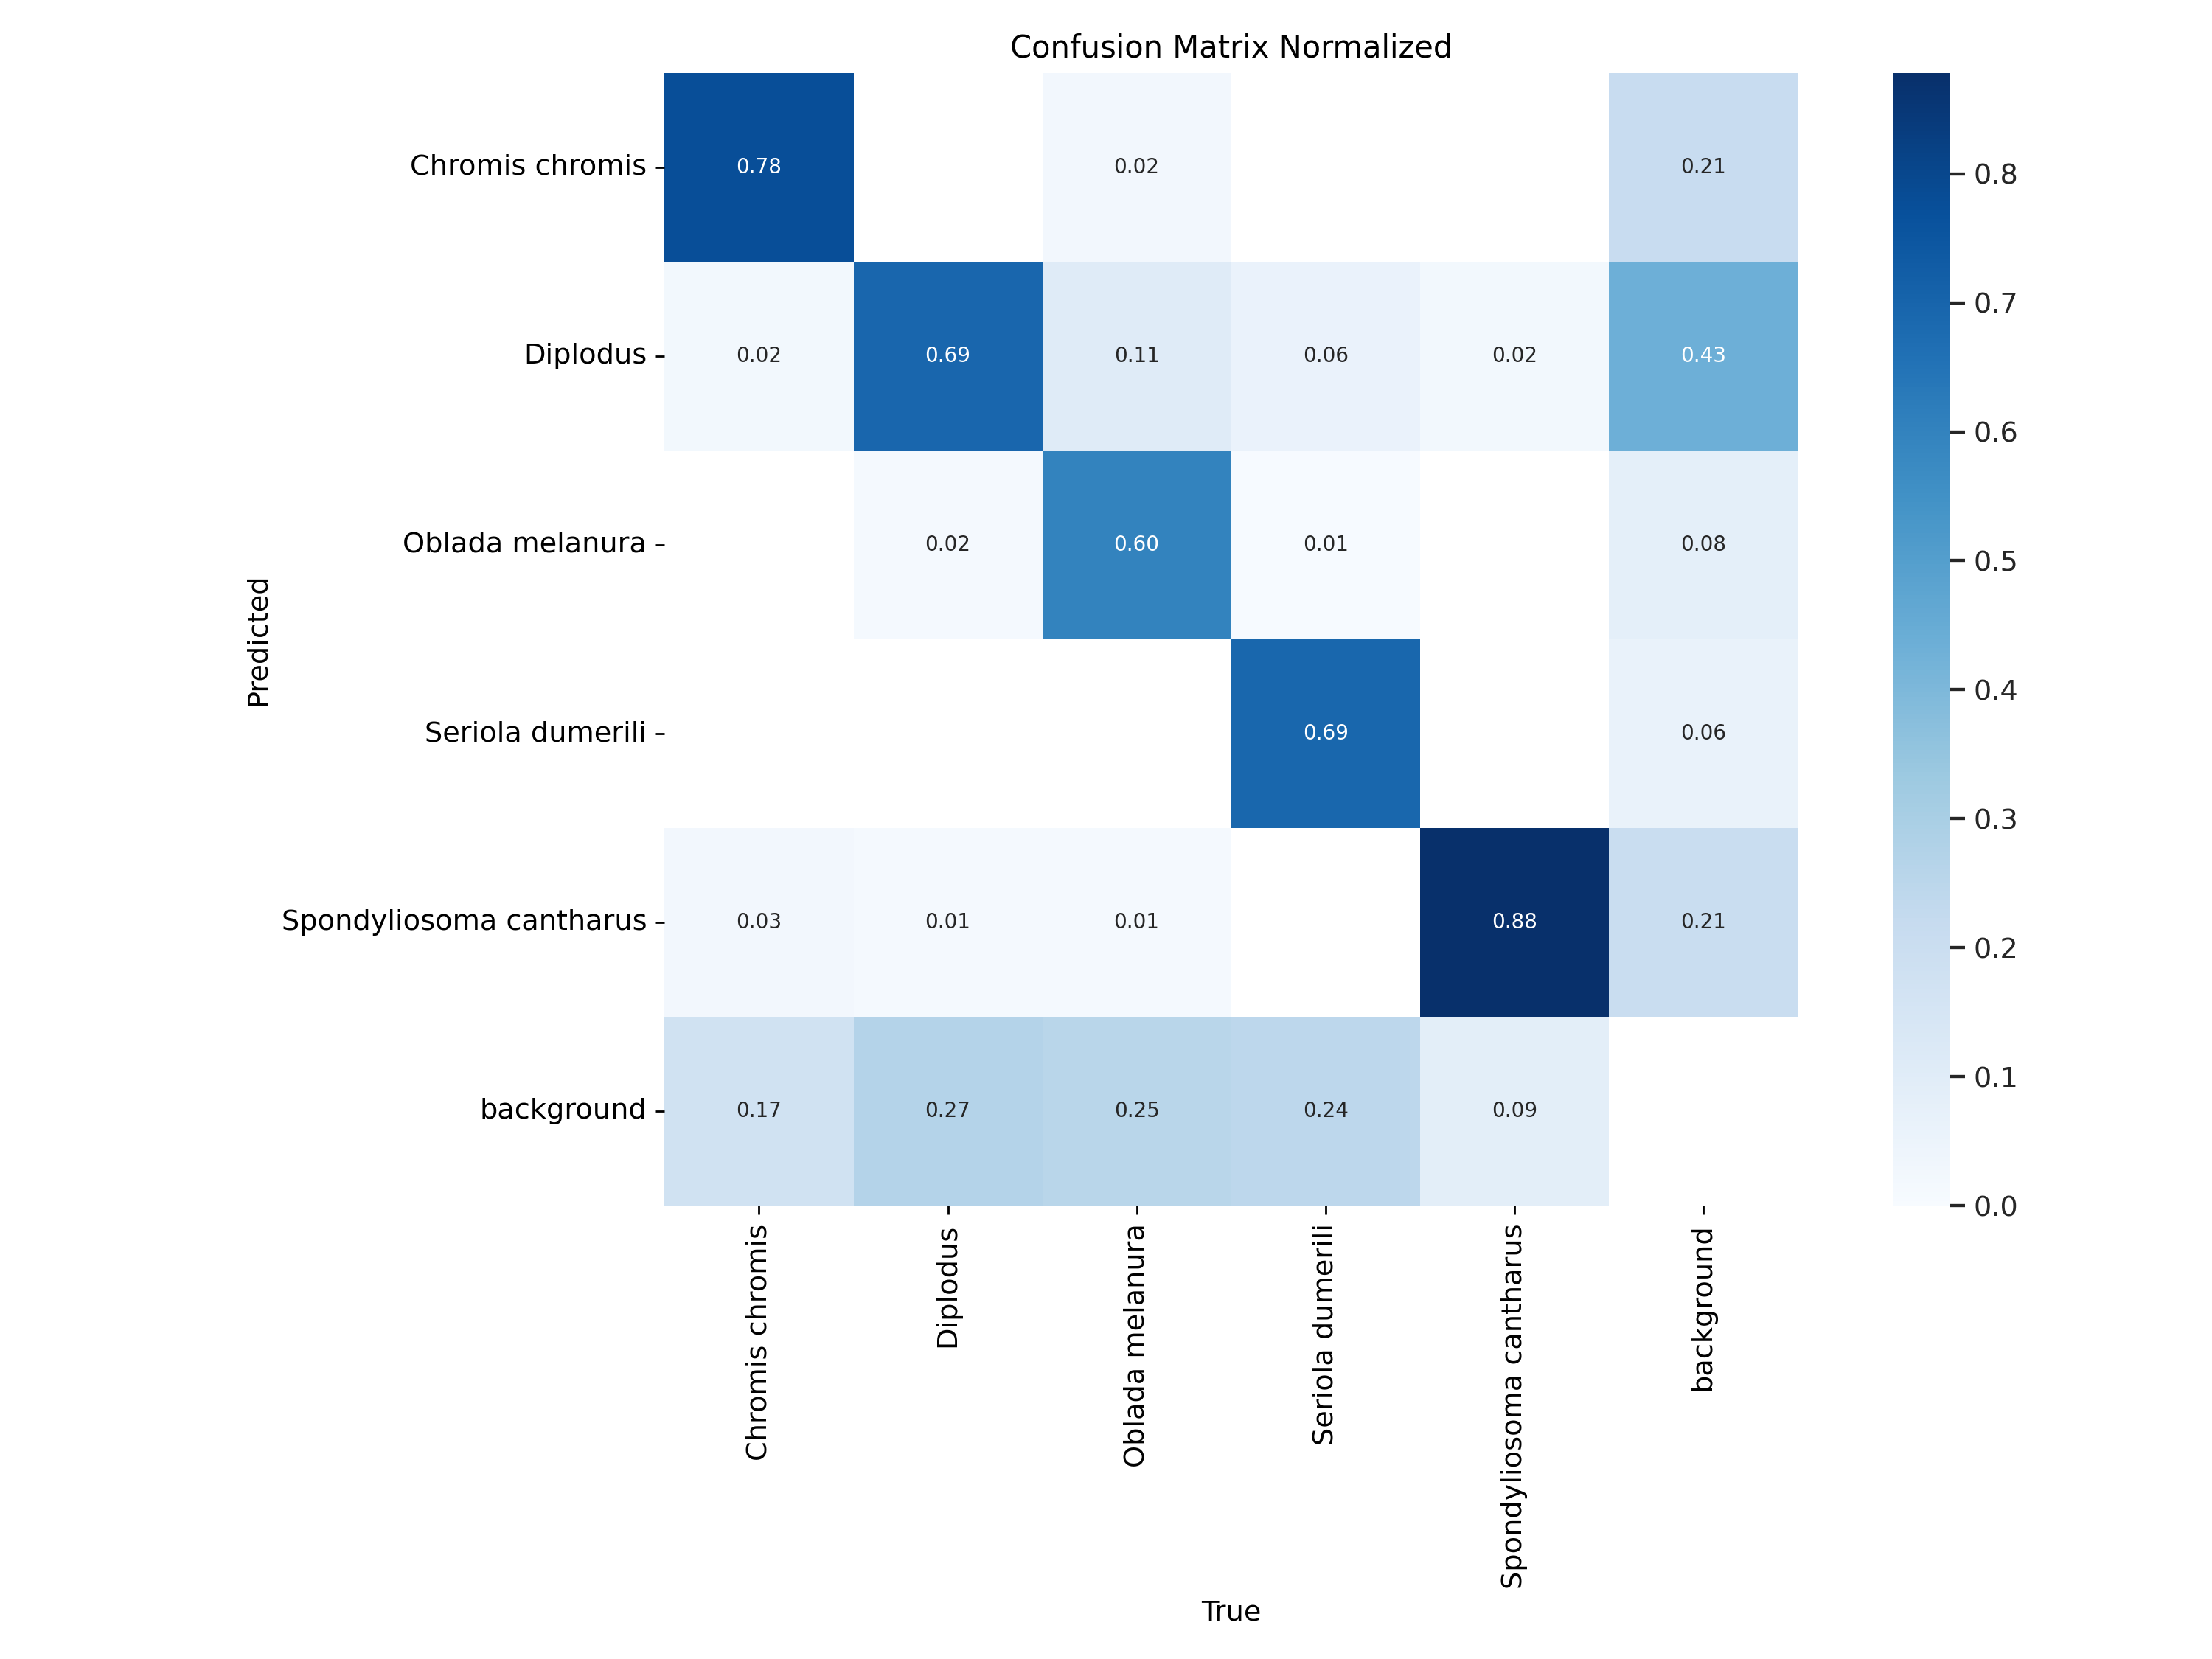 Confusion Matrix Normalized
Chromis chromis
0.78
0.02
0.21
0.8
Diplodus
0.02
0.69
0.11
0.06
0.02
0.43
0.7
0.6
Oblada melanura
0.02
0.60
0.01
0.08
0.5
Predicted
0.4
Seriola dumerili
0.69
0.06
0.3
Spondyliosoma cantharus
0.03
0.01
0.01
0.88
0.21
0.2
background
0.17
0.27
0.25
0.24
0.09
0.1
0.0
Chromis chromis
Diplodus
Oblada melanura
Seriola dumerili
Spondyliosoma cantharus
background
True